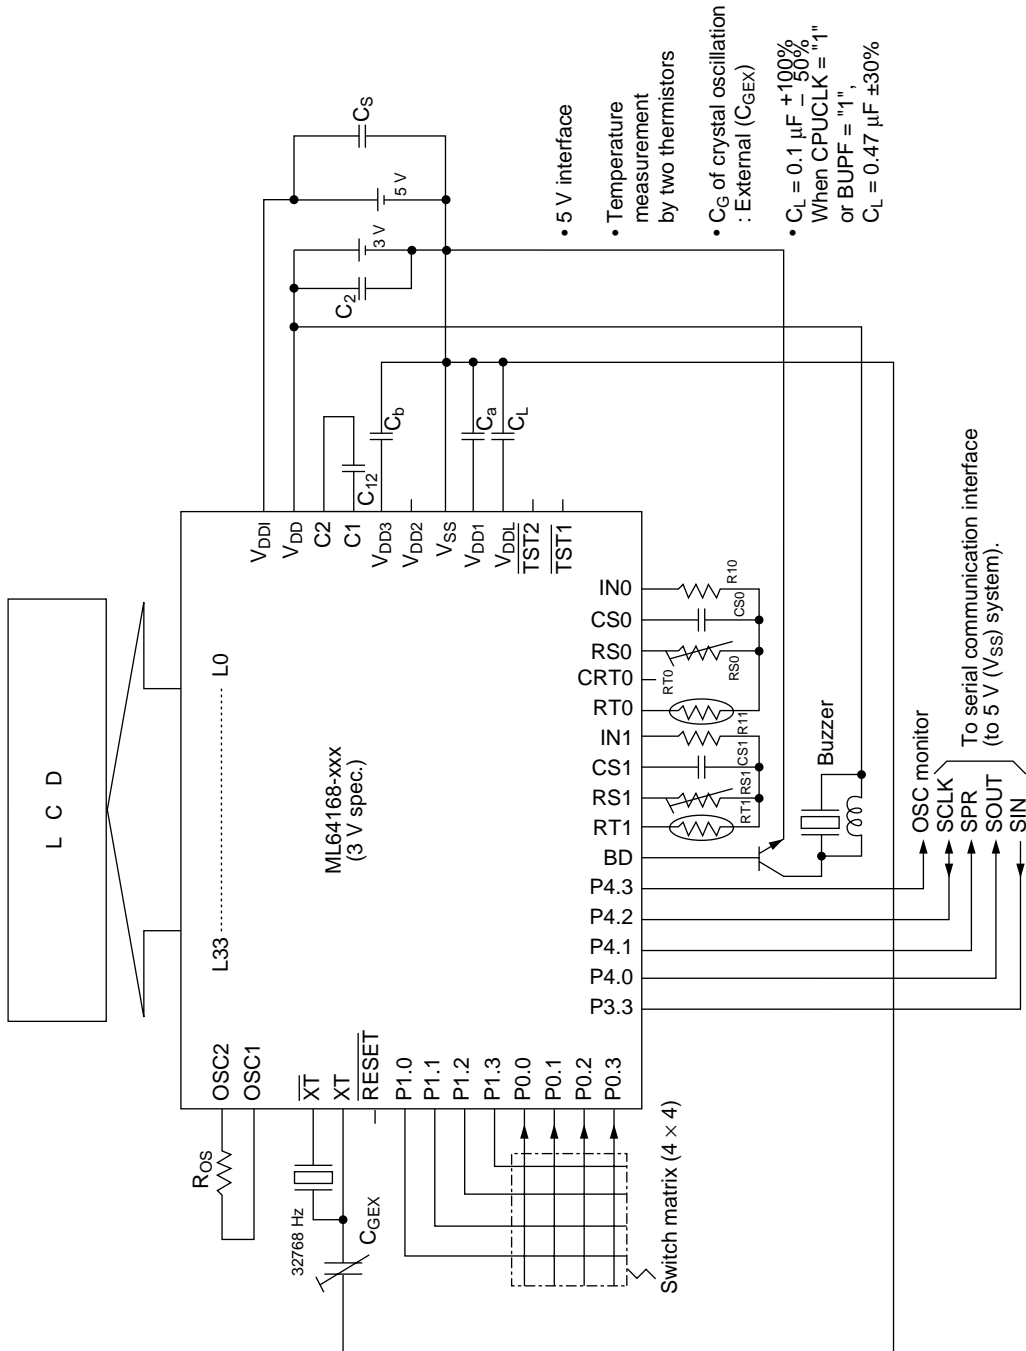 L C D
L33
L0
ML64168-xxx
(3 V spec.)
OSC2
OSC1
XT
XT
RESET
P1.0
P1.1
P1.2
P1.3
P0.0
P0.1
P0.2
P0.3
ROS
32768 Hz
CGEX
Switch matrix (4 × 4)
VDDI
VDD
C2
C1
VDD3
VDD2
VSS
VDD1
VDDL
TST2
TST1
C12
Cb
Ca
CL
C2
3 V
5 V
CS
IN0
CS0
RS0
CRT0
RT0
IN1
CS1
RS1
RT1
BD
P4.3
P4.2
P4.1
P4.0
P3.3
R10
CS0
RS0
RT0
R11
CS1
RS1
RT1
Buzzer
OSC monitor
SCLK
SPR
SOUT
SIN
To serial communication interface
(to 5 V (VSS) system).
• 5 V interface
• Temperature
measurement
by two thermistors
• CG of crystal oscillation
: External (CGEX)
• CL = 0.1 µF +100% – 50%
When CPUCLK = "1"
or BUPF = "1",
CL = 0.47 µF ±30%